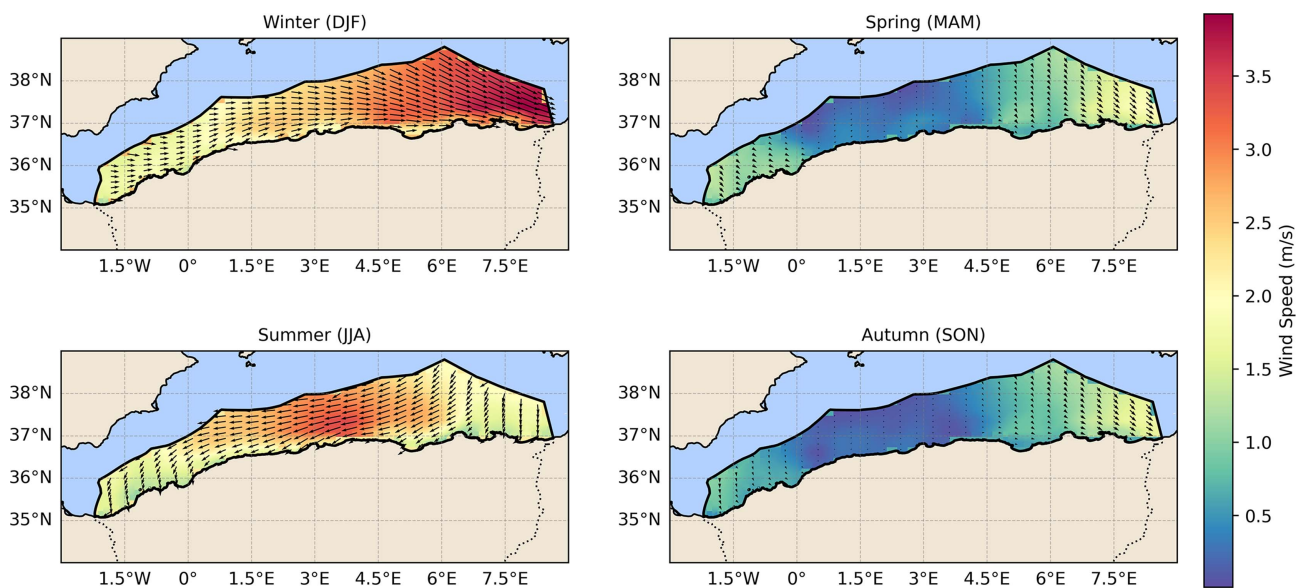 Winter (DJF)
Spring (MAM)
38°N
37°N
36°N
35°N
1.5°W 0° 1.5°E 3°E 4.5°E 6°E 7.5°E
38°N
37°N
36°N
35°N
1.5°W 0° 1.5°E 3°E 4.5°E 6°E 7.5°E
Summer (JJA)
Autumn (SON)
38°N
37°N
36°N
35°N
1.5°W 0° 1.5°E 3°E 4.5°E 6°E 7.5°E
38°N
37°N
36°N
35°N
1.5°W 0° 1.5°E 3°E 4.5°E 6°E 7.5°E
3.5
3.0
2.5
2.0
1.5
1.0
0.5
Wind Speed (m/s)